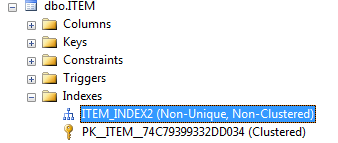 dbo.ITEM
Columns
Keys
Constraints
Triggers
Indexes
ITEM_INDEX2 (Non-Unique, Non-Clustered)
PK__ITEM__74C79399332DD034 (Clustered)